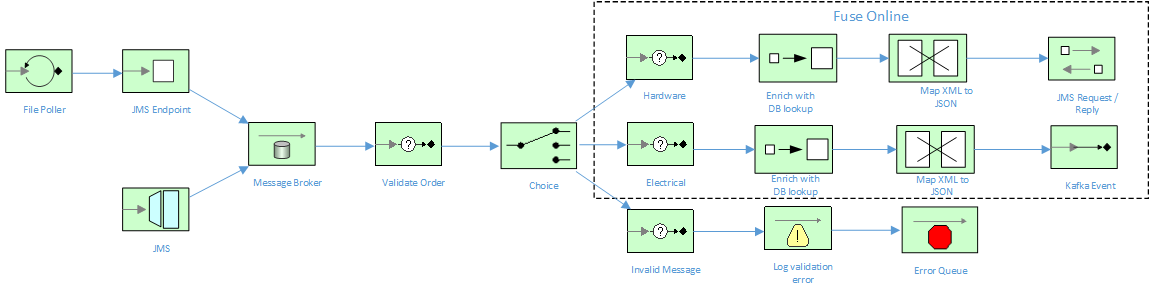 Fuse Online
File Poller
JMS Endpoint
Hardware
Enrich with
DB lookup
Map XML to
JSON
JMS Request /
Reply
Message Broker
Validate Order
Choice
Electrical
Enrich with
DB lookup
Map XML to
JSON
Kafka Event
JMS
Invalid Message
Log validation
error
Error Queue